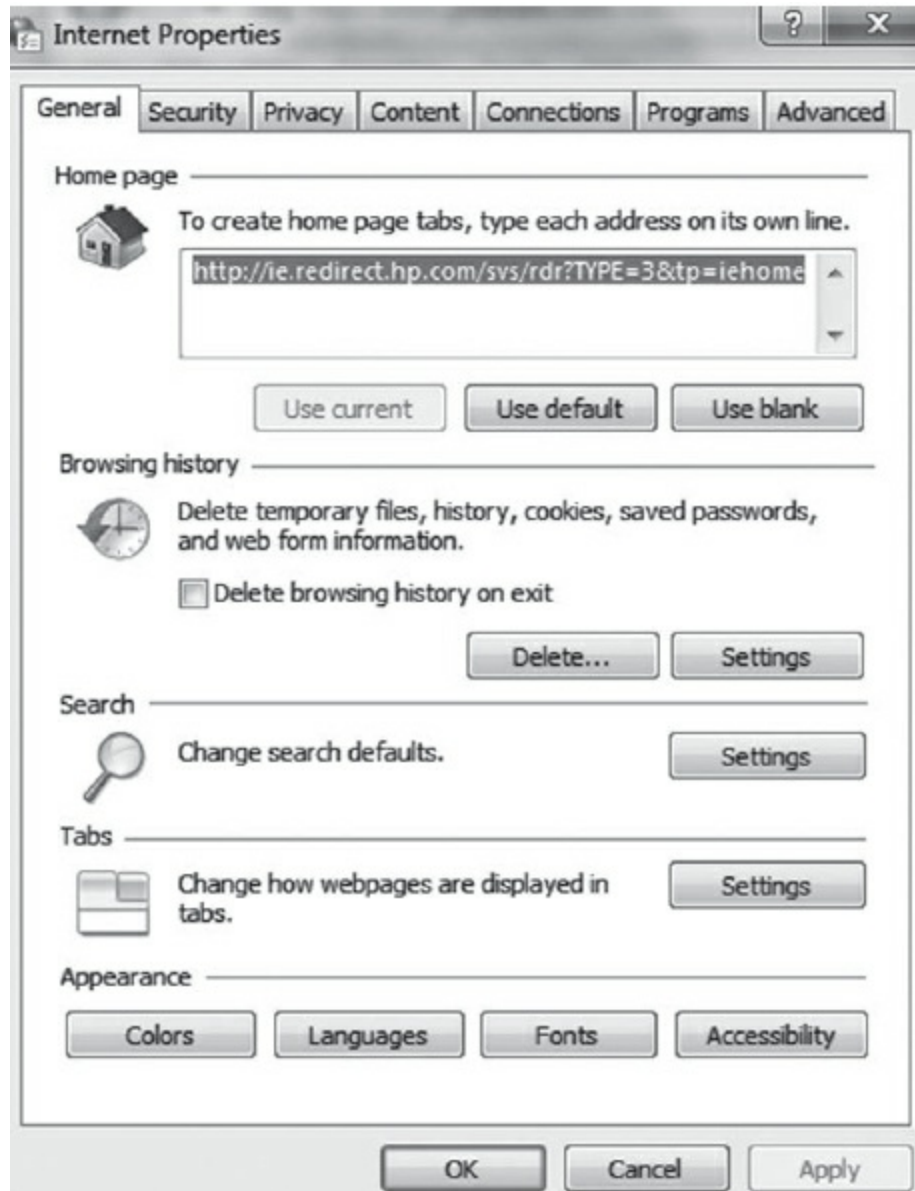 Internet Properties
?
X
General Security Privacy Content Connections Programs Advanced
Home page
To create home page tabs, type each address on its own line.
http://ie.redirect.hp.com/svs/rdr?TYPE=3&tp=iehome
Use current Use default Use blank
Browsing history
Delete temporary files, history, cookies, saved passwords,
and web form information.
Delete browsing history on exit
Delete... Settings
Search
Change search defaults.
Settings
Tabs
Change how webpages are displayed in
tabs.
Settings
Appearance
Colors Languages Fonts Accessibility
OK Cancel Apply